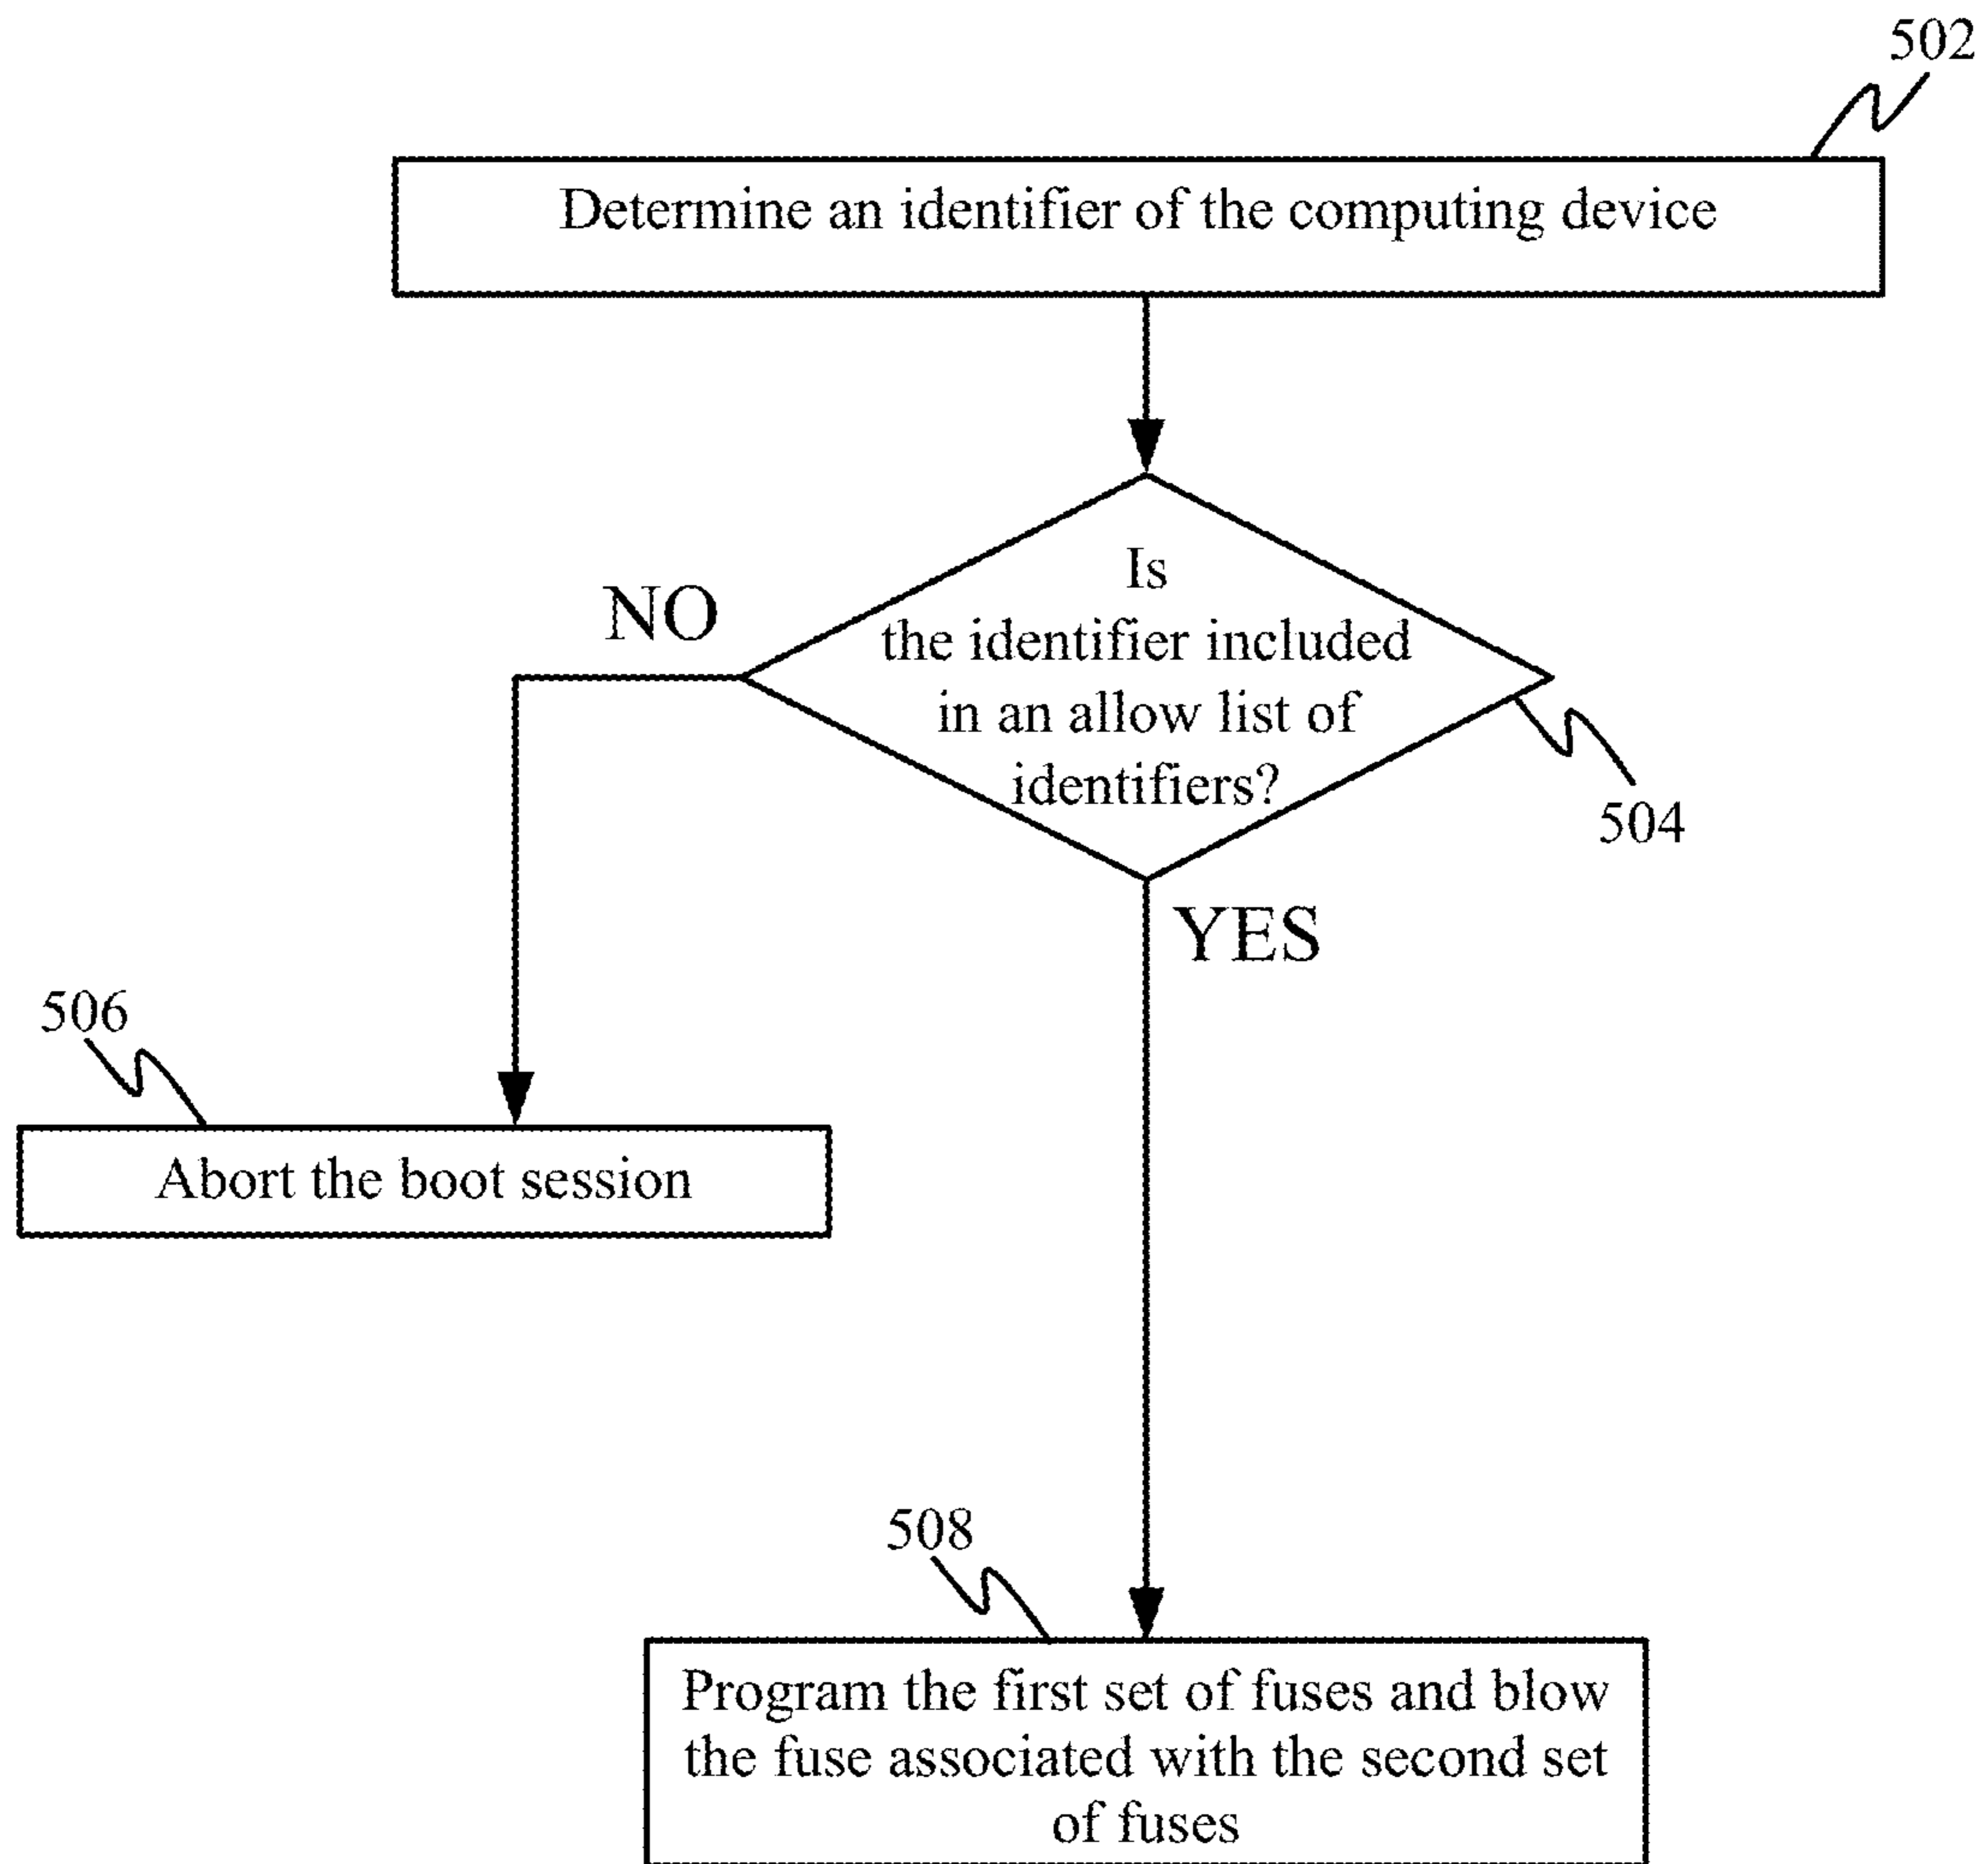 502
Determine an identifier of the computing device
Is
the identifier included
in an allow list of
identifiers?
NO
504
YES
506
Abort the boot session
508
Program the first set of fuses and blow
the fuse associated with the second set
of fuses